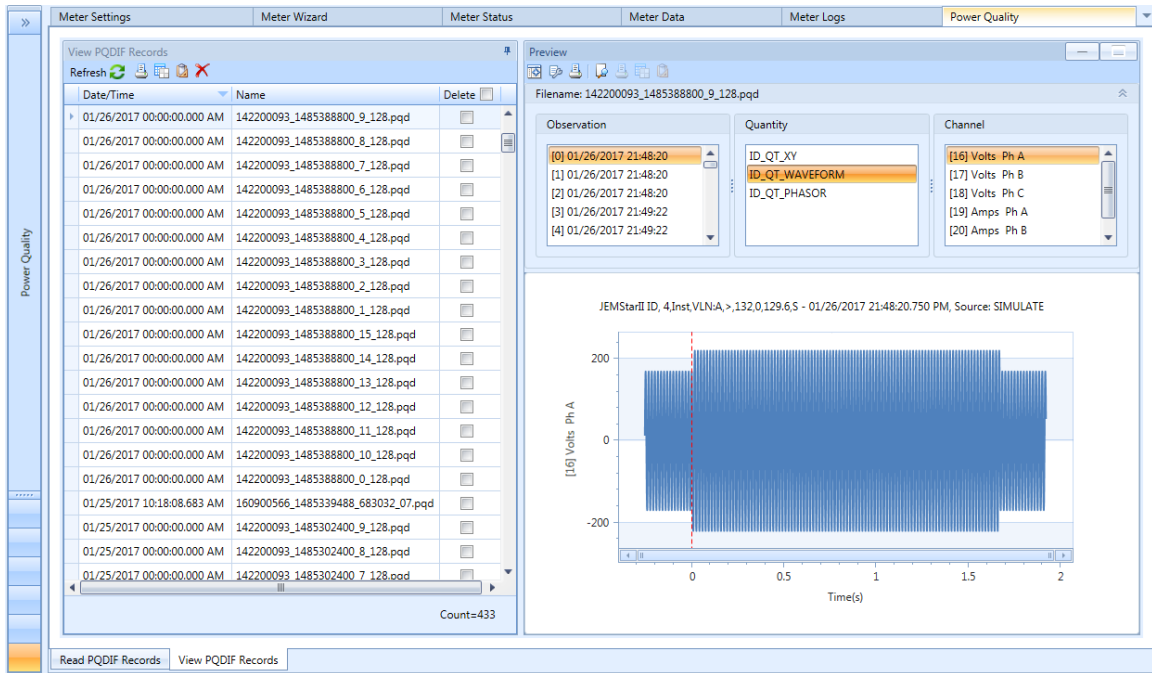 Meter Settings Meter Wizard Meter Status Meter Data Meter Logs Power Quality
Power Quality
View PQDIF Records
Refresh
Date/Time Name Delete
01/26/2017 00:00:00.000 AM 142200093_1485388800_9_128.pqd
01/26/2017 00:00:00.000 AM 142200093_1485388800_8_128.pqd
01/26/2017 00:00:00.000 AM 142200093_1485388800_7_128.pqd
01/26/2017 00:00:00.000 AM 142200093_1485388800_6_128.pqd
01/26/2017 00:00:00.000 AM 142200093_1485388800_5_128.pqd
01/26/2017 00:00:00.000 AM 142200093_1485388800_4_128.pqd
01/26/2017 00:00:00.000 AM 142200093_1485388800_3_128.pqd
01/26/2017 00:00:00.000 AM 142200093_1485388800_2_128.pqd
01/26/2017 00:00:00.000 AM 142200093_1485388800_1_128.pqd
01/26/2017 00:00:00.000 AM 142200093_1485388800_15_128.pqd
01/26/2017 00:00:00.000 AM 142200093_1485388800_14_128.pqd
01/26/2017 00:00:00.000 AM 142200093_1485388800_13_128.pqd
01/26/2017 00:00:00.000 AM 142200093_1485388800_12_128.pqd
01/26/2017 00:00:00.000 AM 142200093_1485388800_11_128.pqd
01/26/2017 00:00:00.000 AM 142200093_1485388800_10_128.pqd
01/26/2017 00:00:00.000 AM 142200093_1485388800_0_128.pqd
01/25/2017 10:18:08.683 AM 160900566_1485339488_683032_07.pqd
01/25/2017 00:00:00.000 AM 142200093_1485302400_9_128.pqd
01/25/2017 00:00:00.000 AM 142200093_1485302400_8_128.pqd
01/25/2017 00:00:00.000 AM 142200093_1485302400_7_128.pqd
Count=433
Read PQDIF Records View PQDIF Records
Preview
Filename: 142200093_1485388800_9_128.pqd
Observation
[0] 01/26/2017 21:48:20
[1] 01/26/2017 21:48:20
[2] 01/26/2017 21:48:20
[3] 01/26/2017 21:49:22
[4] 01/26/2017 21:49:22
Quantity
ID_QT_XY
ID_QT_WAVEFORM
ID_QT_PHASOR
Channel
[16] Volts Ph A
[17] Volts Ph B
[18] Volts Ph C
[19] Amps Ph A
[20] Amps Ph B
JEMStarII ID, 4,Inst,VLN:A,>,132,0,129.6,S - 01/26/2017 21:48:20.750 PM, Source: SIMULATE
[16] Volts Ph A
200
0
-200
0 0.5 1 1.5 2
Time(s)